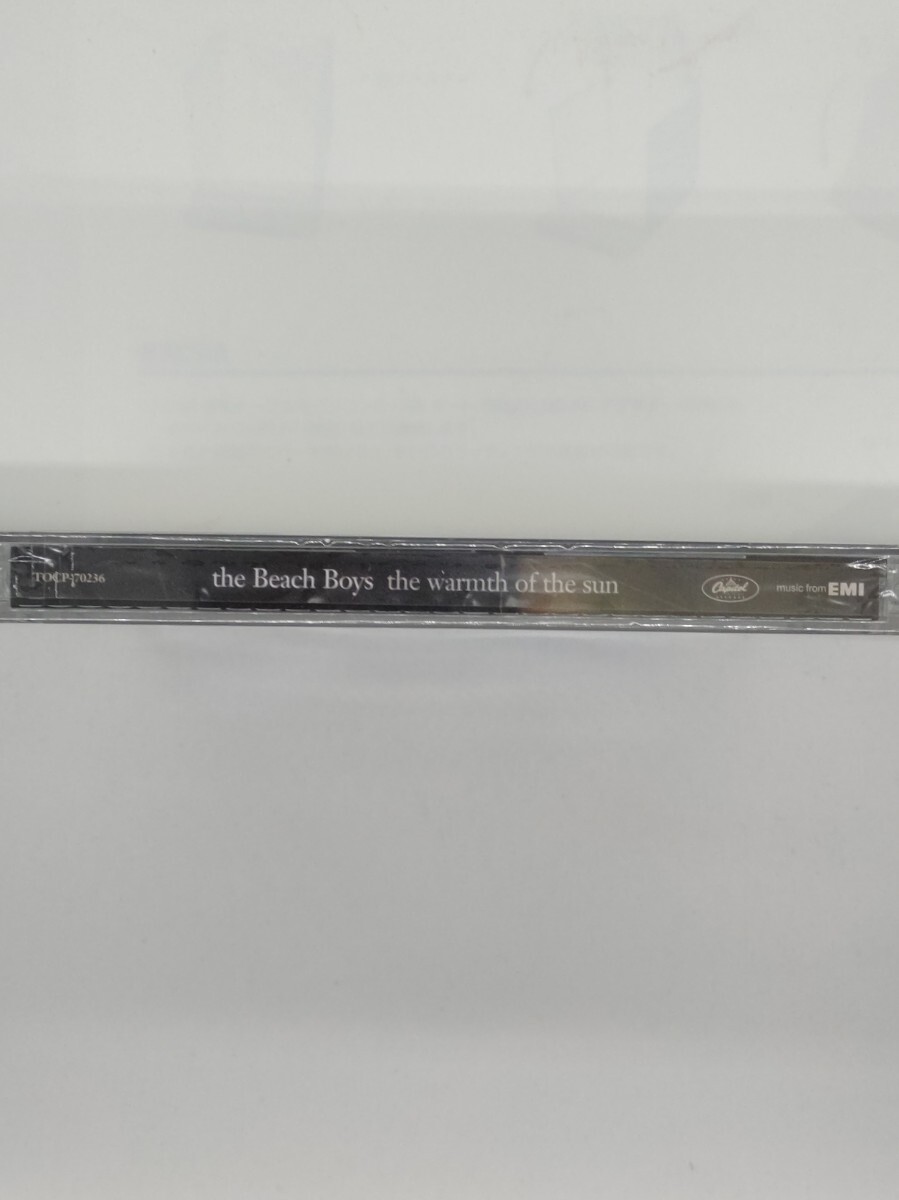 TOCP-70236 the Beach Boys the warmth of the sun Capitol music from EMI